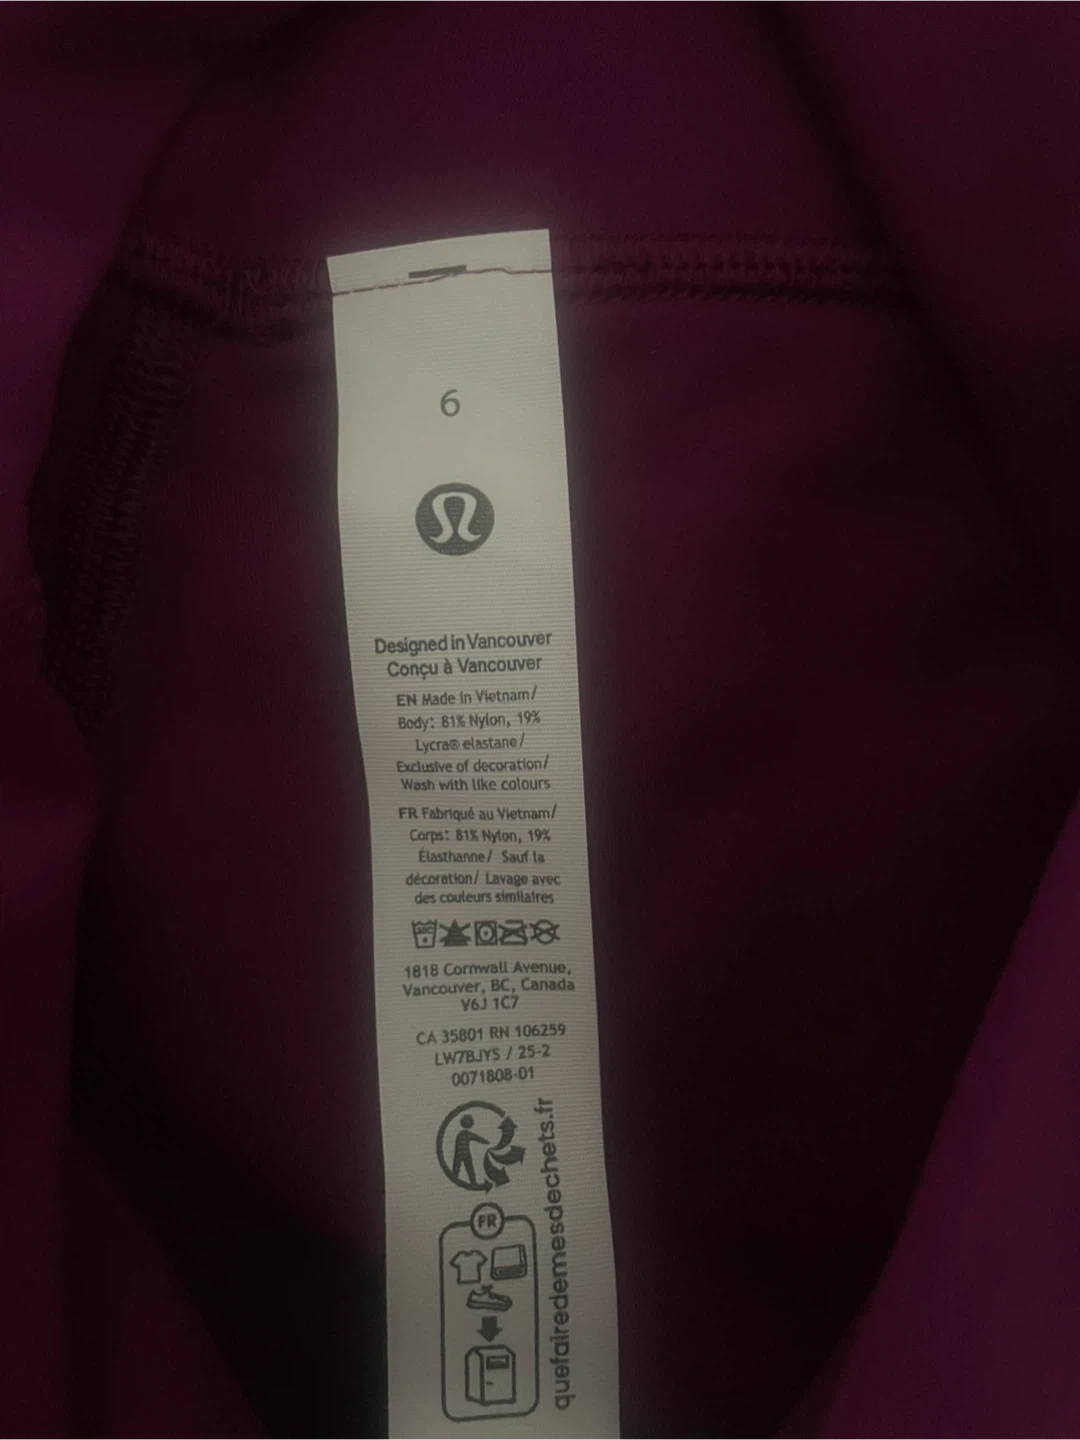 6
Designed in Vancouver
Conçu à Vancouver
EN Made in Vietnam/
Body: 81% Nylon, 19%
Lycra® elastane/
Exclusive of decoration/
Wash with like colours
FR Fabriqué au Vietnam/
Corps: 81% Nylon, 19%
Élasthanne/ Sauf la
décoration/ Lavage avec
des couleurs similaires
30C
1818 Cornwall Avenue,
Vancouver, BC, Canada
V6J 1C7
CA 35801 RN 106259
LW7BJYS / 25-2
0071808-01
FR
quefairedemesdechets.fr